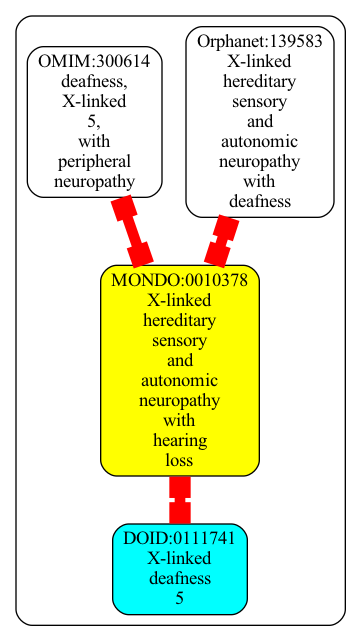 OMIM:300614
deafness,
X-linked
5,
with
peripheral
neuropathy
Orphanet:139583
X-linked
hereditary
sensory
and
autonomic
neuropathy
with
deafness
MONDO:0010378
X-linked
hereditary
sensory
and
autonomic
neuropathy
with
hearing
loss
DOID:0111741
X-linked
deafness
5